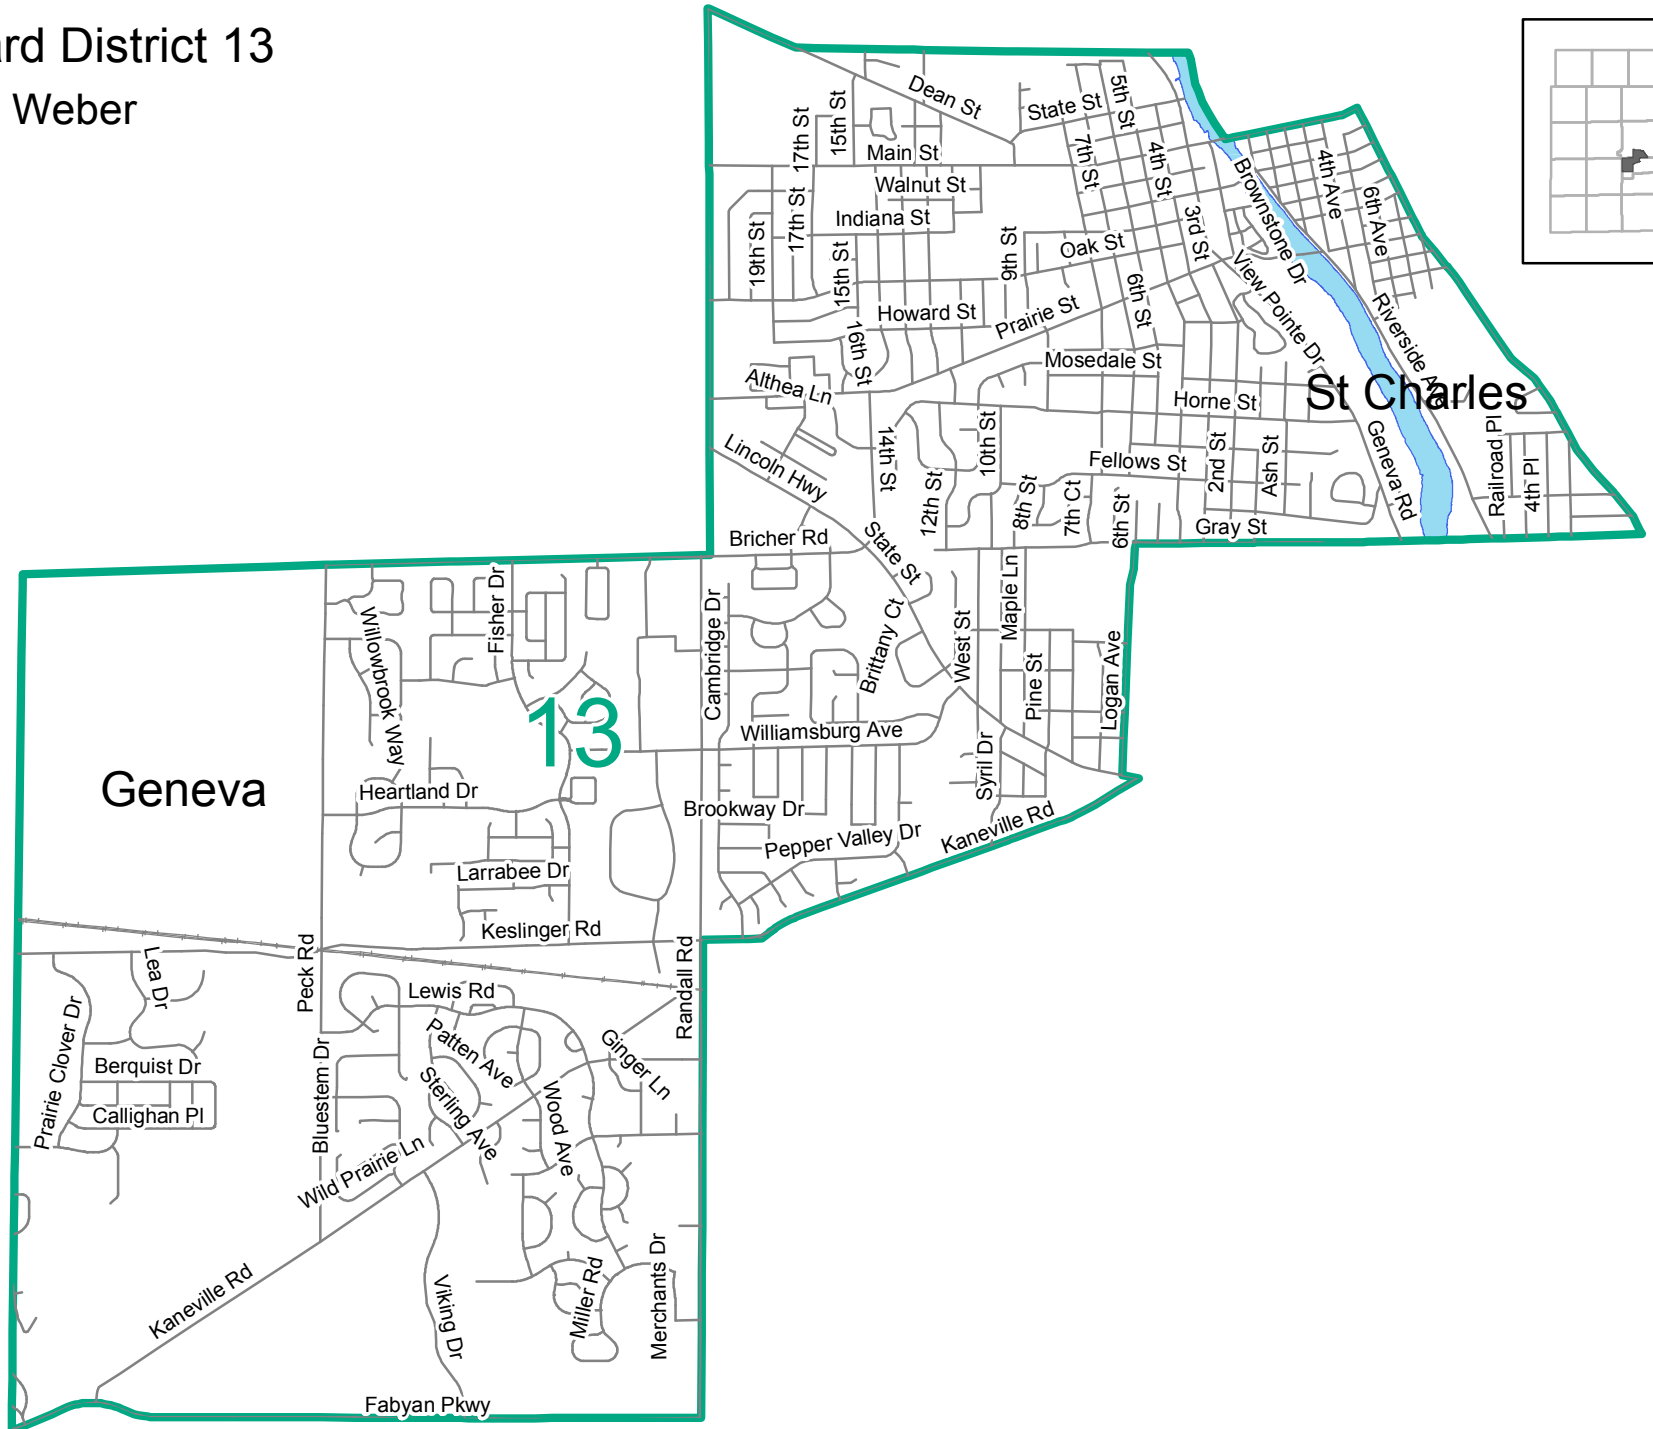 ard District 13
Weber
Dean St
State St
5th St
15th St
17th St
Main St
7th St
4th St
4th Ave
Brownstone Dr
6th Ave
Walnut St
17th St
Indiana St
3rd St
19th St
15th St
9th St
Oak St
View Pointe Dr
6th St
Howard St
Prairie St
Riverside Ave
16th St
Mosedale St
Althea Ln
St Charles
Horne St
Lincoln Hwy
14th St
10th St
Geneva Rd
Railroad Pl
4th Pl
12th St
8th St
7th Ct
Fellows St
2nd St
Ash St
6th St
Gray St
Bricher Rd
State St
Fisher Dr
Willowbrook Way
Cambridge Dr
Brittany Ct
West St
Maple Ln
Pine St
Logan Ave
13
Williamsburg Ave
Geneva
Heartland Dr
Syril Dr
Brookway Dr
Pepper Valley Dr
Kaneville Rd
Larrabee Dr
Keslinger Rd
Peck Rd
Randall Rd
Lea Dr
Lewis Rd
Prairie Clover Dr
Patten Ave
Ginger Ln
Berquist Dr
Bluestem Dr
Sterling Ave
Wood Ave
Callighan Pl
Wild Prairie Ln
Kaneville Rd
Viking Dr
Miller Rd
Merchants Dr
Fabyan Pkwy